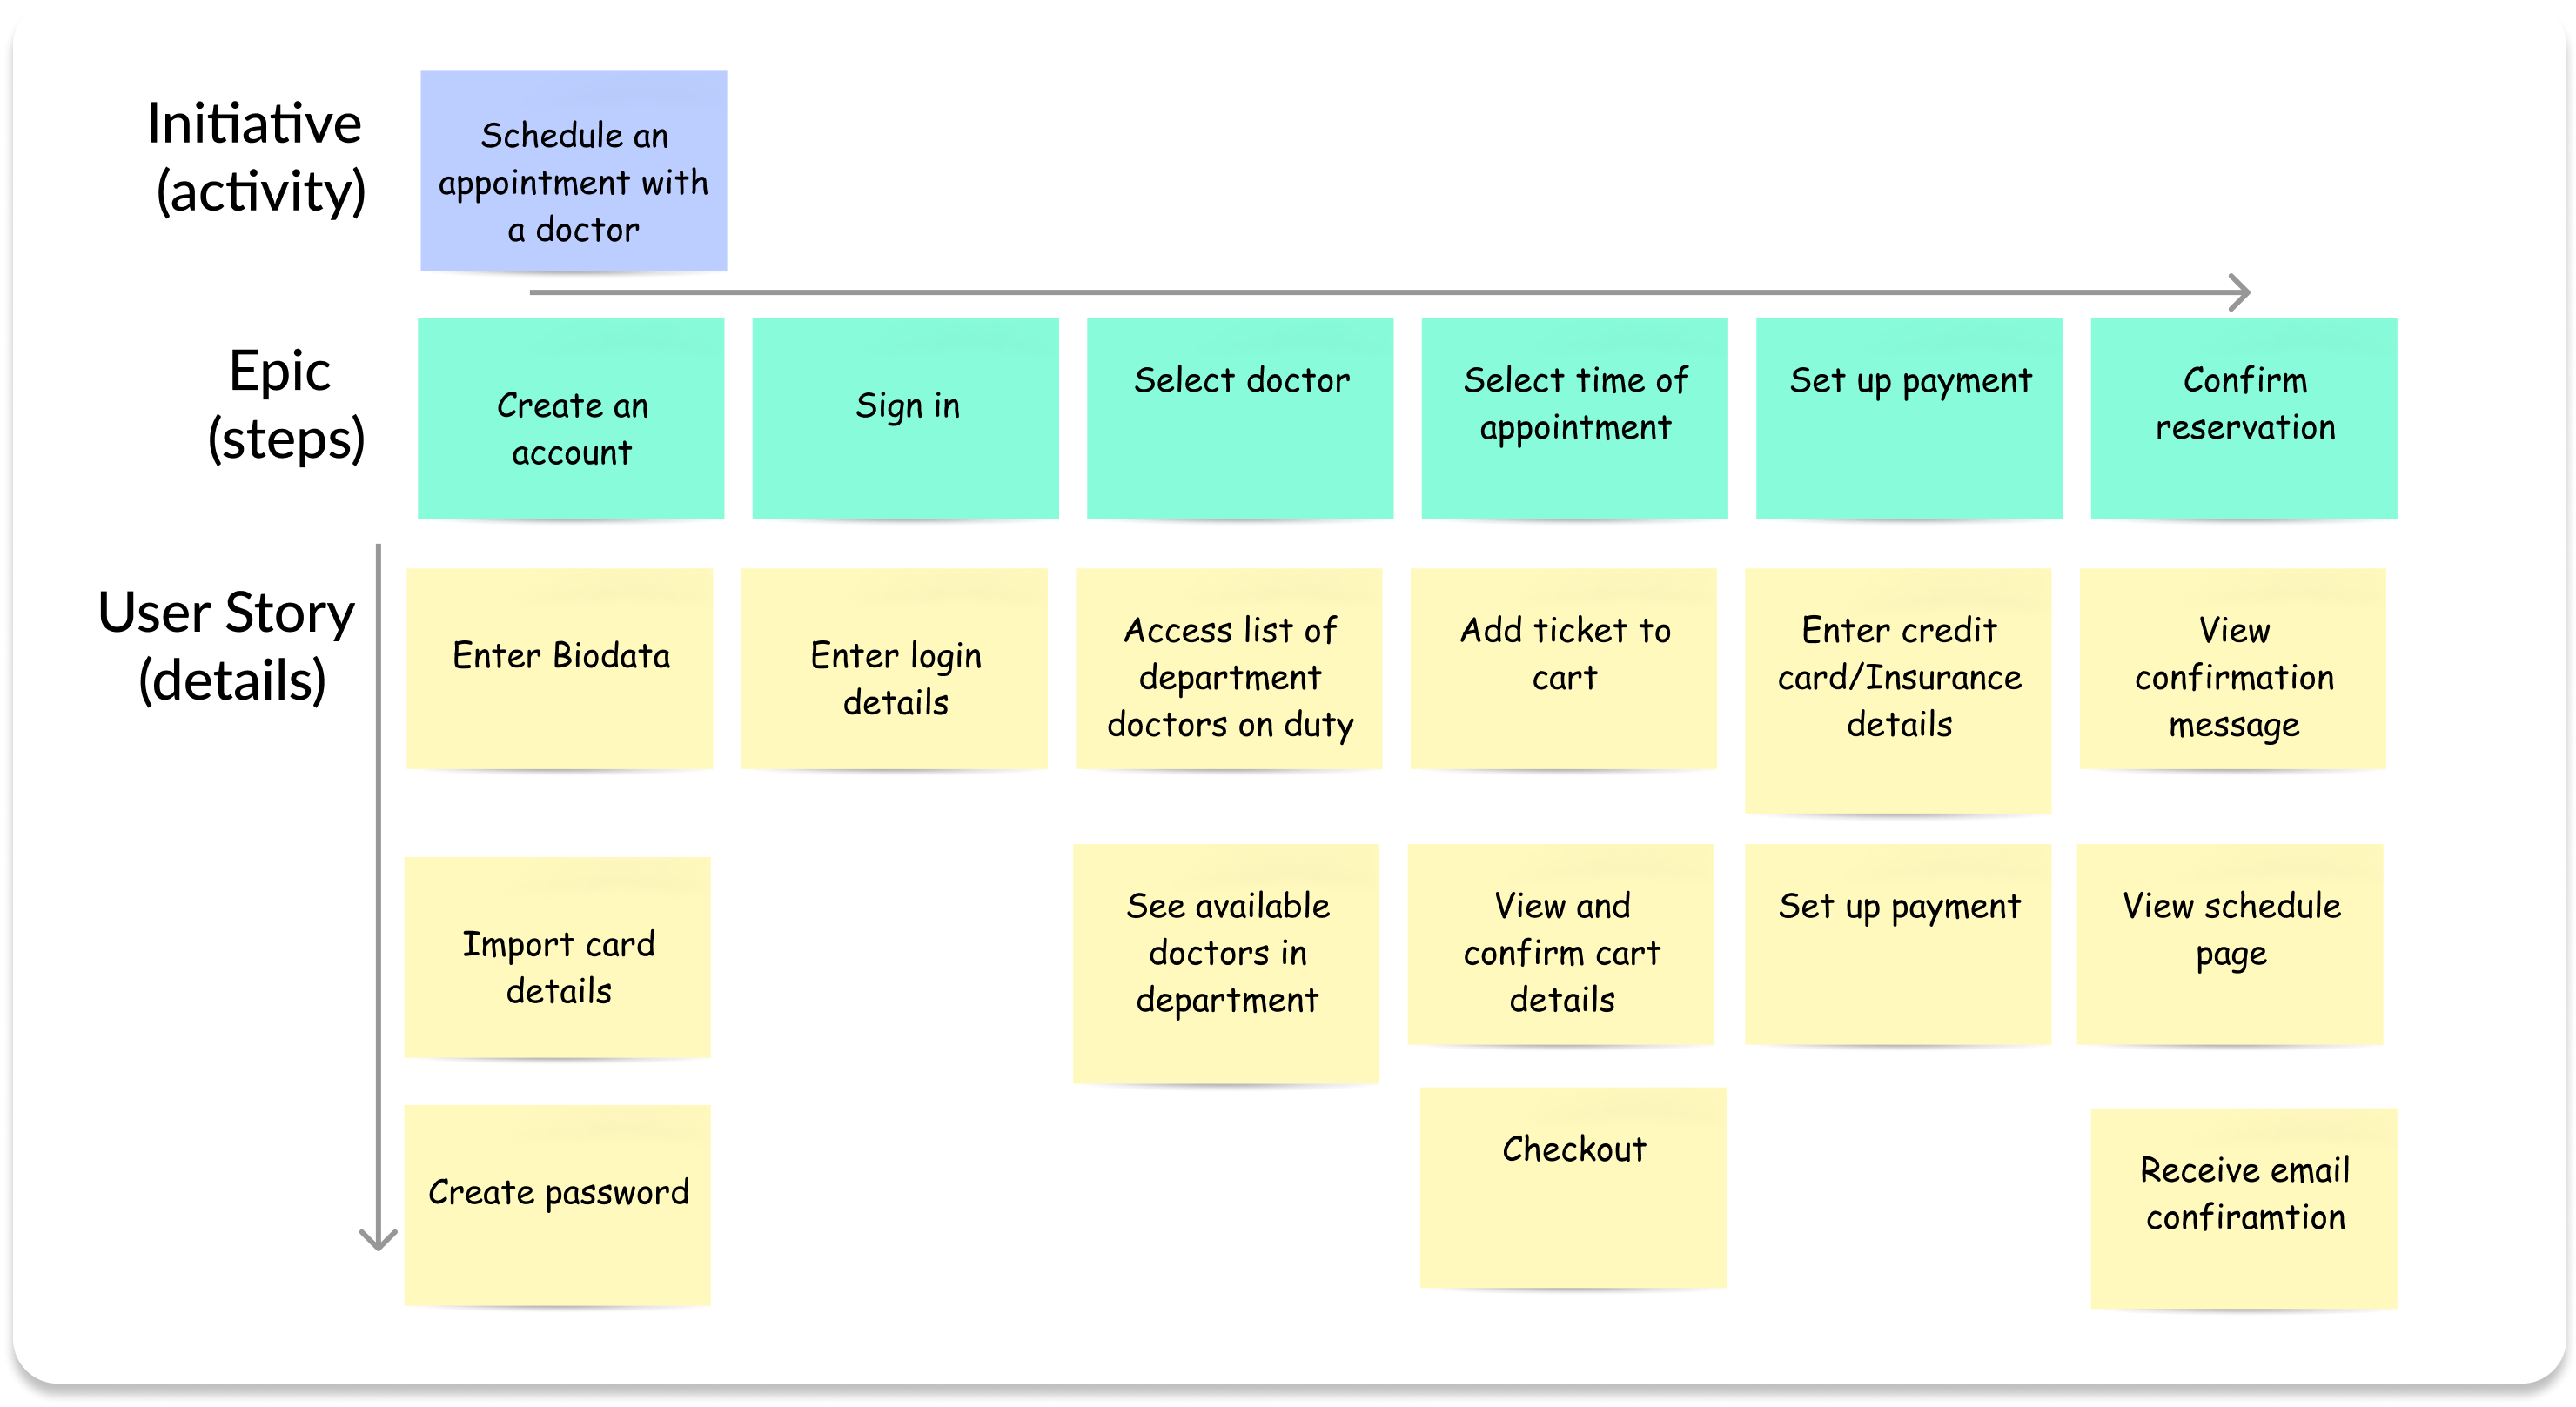 Initiative
(activity)
Schedule an
appointment with
a doctor
Epic
(steps)
Create an
account
Sign in
Select doctor
Select time of
appointment
Set up payment
Confirm
reservation
User Story
(details)
Enter Biodata
Enter login
details
Access list of
department
doctors on duty
Add ticket to
cart
Enter credit
card/Insurance
details
View
confirmation
message
Import card
details
See available
doctors in
department
View and
confirm cart
details
Set up payment
View schedule
page
Create password
Checkout
Receive email
confiramtion